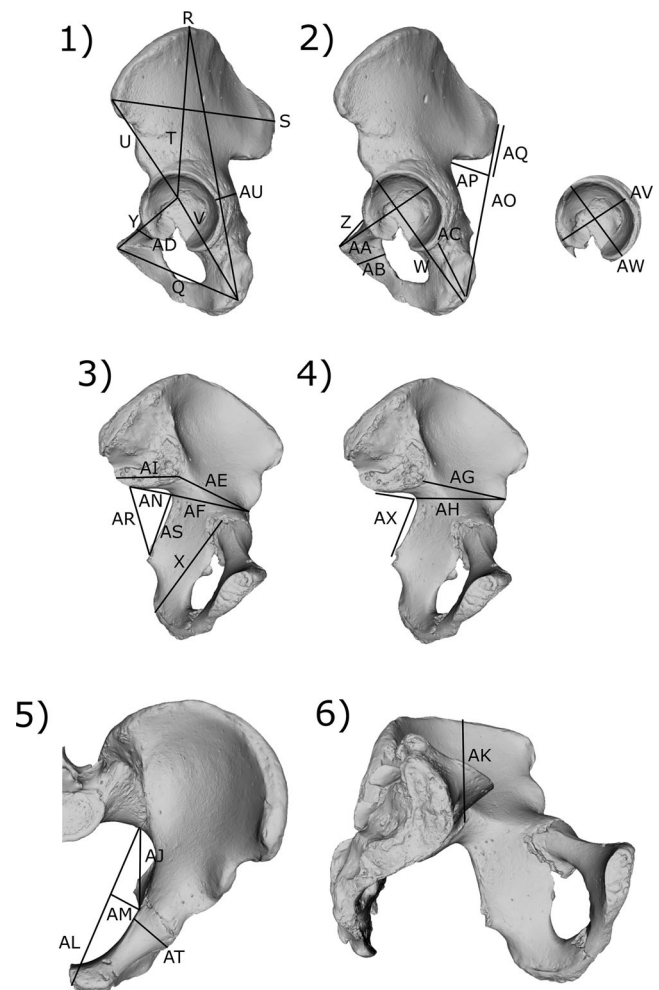 R
1)
2)
S
U
T
AQ
AP
AU
AO
AV
Y
V
Z
AD
AC
AA
Q
AB
W
AW
3)
4)
AI
AE
AG
AN
AF
AH
AR
AS
AX
X
5)
6)
AK
AJ
AM
AL
AT